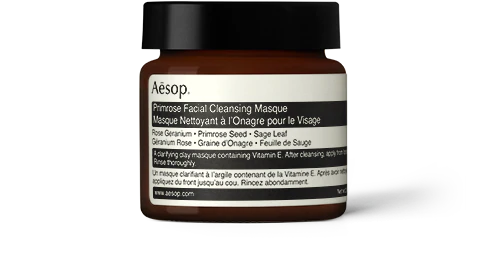 Aēsop.
Primrose Facial Cleansing Masque
Masque Nettoyant à l'Onagre pour le Visage
Rose Geranium • Primrose Seed • Sage Leaf
Géranium Rose • Graine d'Onagre • Feuille de Sauge
A clarifying clay masque containing Vitamin E. After cleansing, apply from
Rinse thoroughly.
Un masque clarifiant à l'argile contenant de la Vitamine E. Après avoir
appliquez du front jusqu'au cou. Rincez abondamment.
www.aesop.com